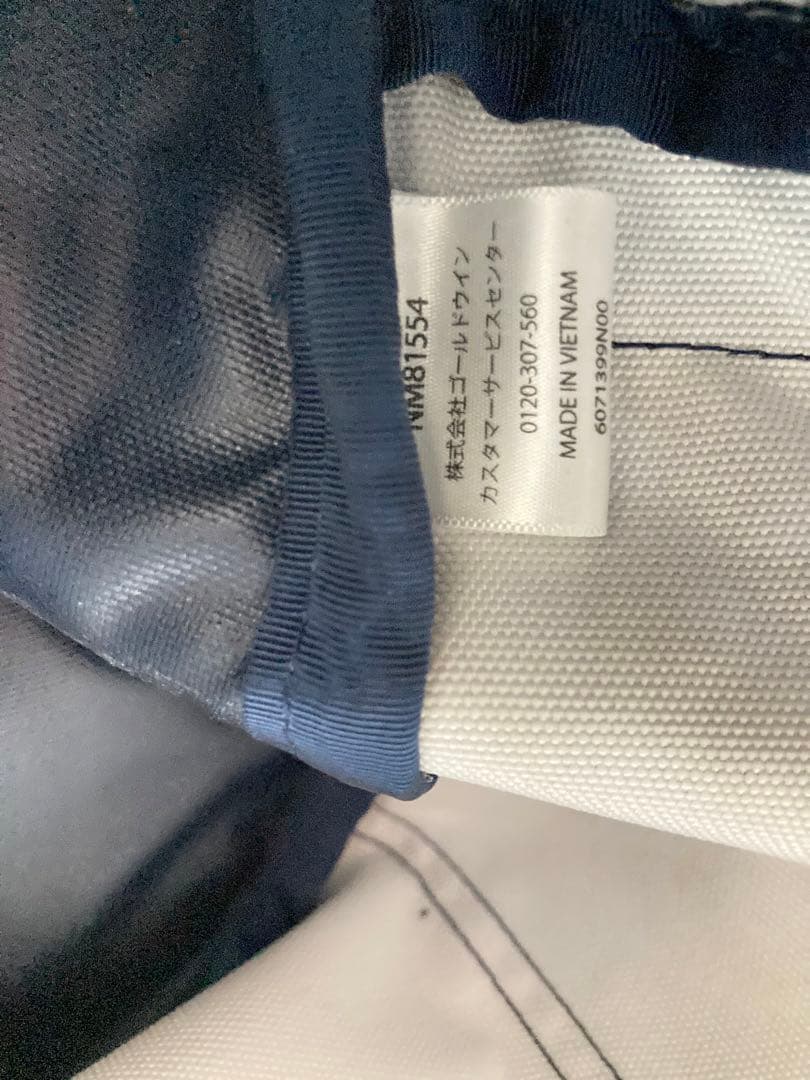 NM81554
株式会社ゴールドウイン
カスタマーサービスセンター
0120-307-560
MADE IN VIETNAM
6071399N00